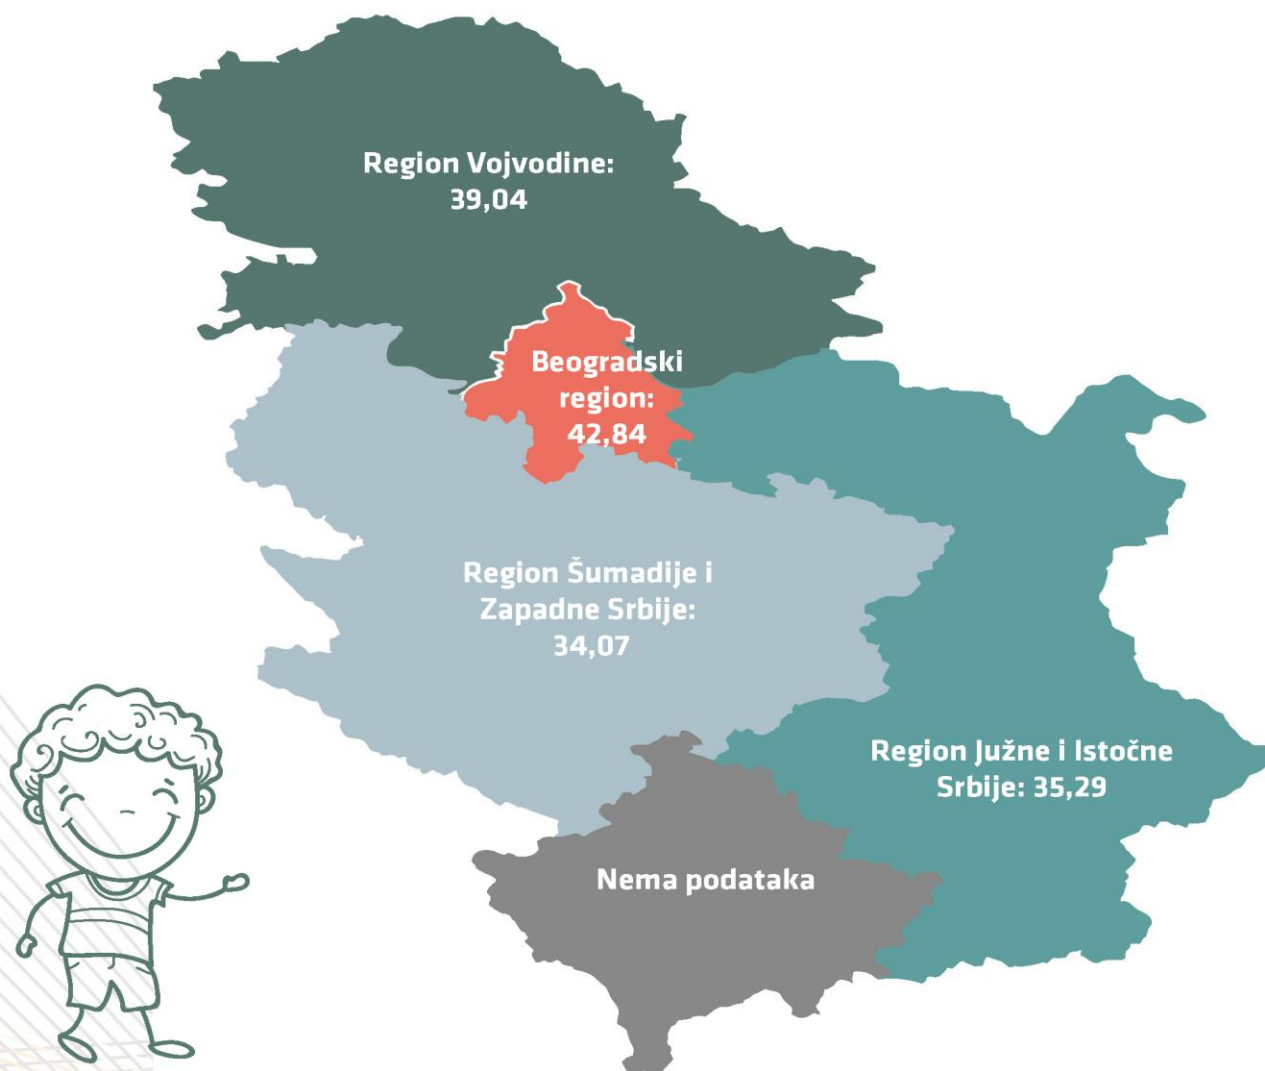 Region Vojvodine:
39,04
Beogradski
region:
42,84
Region Šumadije i
Zapadne Srbije:
34,07
Region Južne i Istočne
Srbije: 35,29
Nema podataka